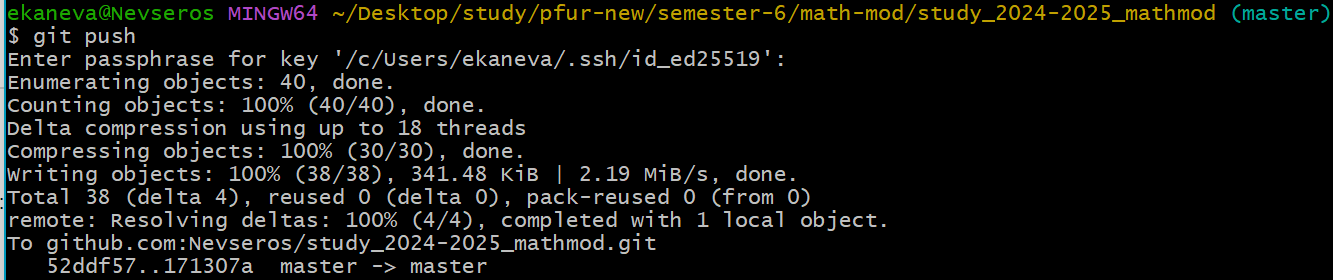 ekaneva@Nevseros MINGW64 ~/Desktop/study/pfur-new/semester-6/math-mod/study_2024-2025_mathmod (master)
$ git push
Enter passphrase for key '/c/Users/ekaneva/.ssh/id_ed25519':
Enumerating objects: 40, done.
Counting objects: 100% (40/40), done.
Delta compression using up to 18 threads
Compressing objects: 100% (30/30), done.
Writing objects: 100% (38/38), 341.48 KiB | 2.19 MiB/s, done.
Total 38 (delta 4), reused 0 (delta 0), pack-reused 0 (from 0)
remote: Resolving deltas: 100% (4/4), completed with 1 local object.
To github.com:Nevseros/study_2024-2025_mathmod.git
   52ddf57..171307a  master -> master